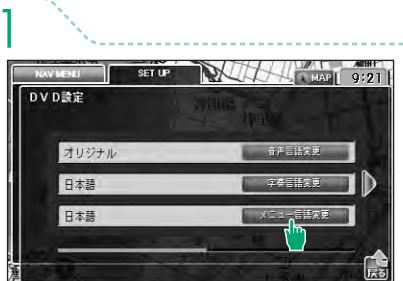 1
NAV MENU SET UP MAP 9:21
DVD設定
オリジナル 音声言語変更
日本語 字幕言語変更
日本語 メニュー言語変更
戻る